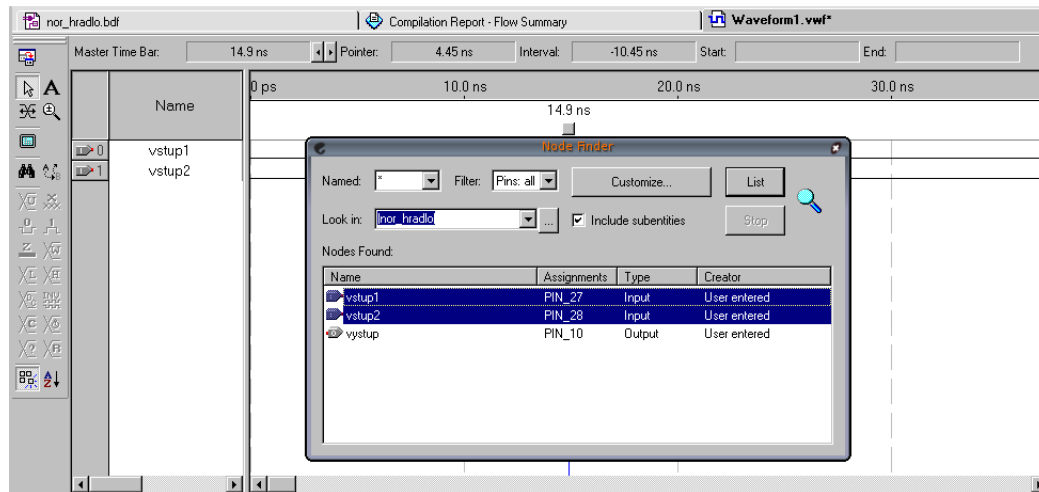 nor_hradlo.bdf Compilation Report - Flow Summary Waveform1.vwf*
Master Time Bar: 14.9 ns Pointer: 4.45 ns Interval: -10.45 ns Start: End:
Name 0 ps 10.0 ns 20.0 ns 30.0 ns
14.9 ns
0 vstup1
1 vstup2
Node Finder
Named: * Filter: Pins: all Customize... List
Look in: |nor_hradlo| ... Include subentities Stop
Nodes Found:
Name Assignments Type Creator
vstup1 PIN_27 Input User entered
vstup2 PIN_28 Input User entered
vystup PIN_10 Output User entered